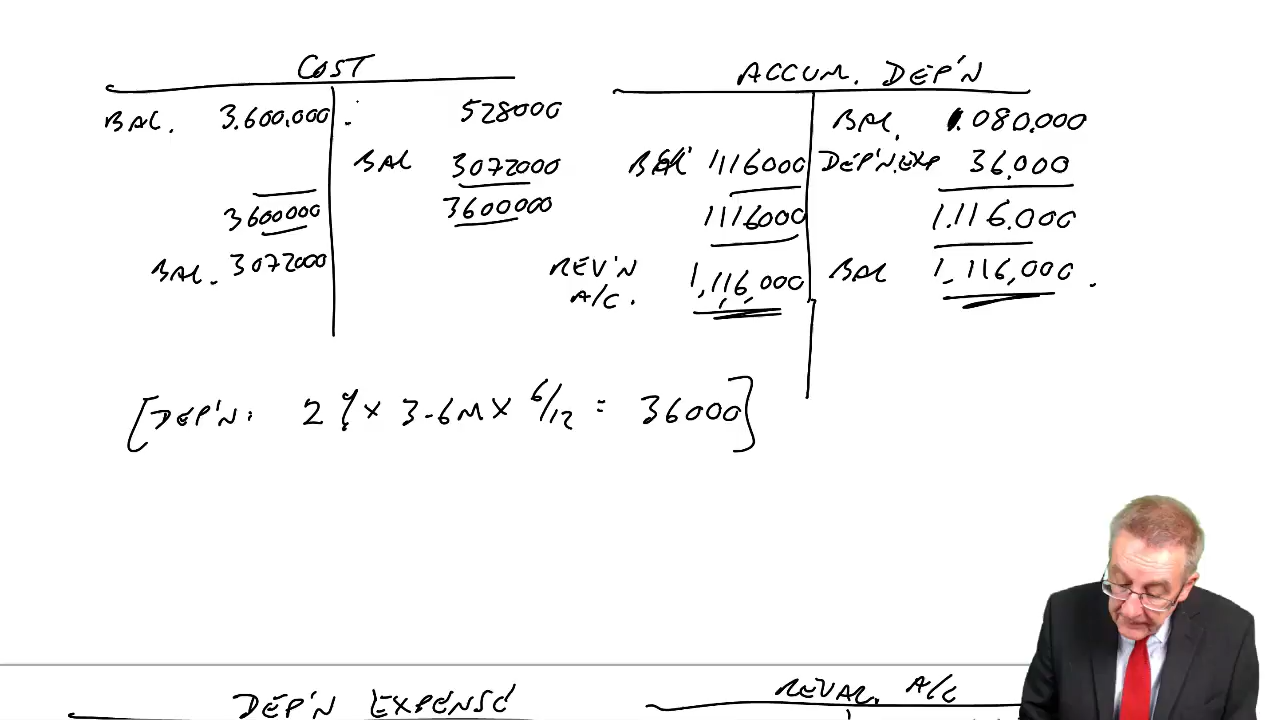 COST
BAL. 3.600.000 : 528000
BAL 3072000
3600000 3600000
BAL. 3072000
ACCUM. DEP'N
BAL. 1.080.000
BAL 1116000 DEP'N.EXP 36,000
1116000 1.116.000
REV'N A/C. 1,116,000 BAL 1,116,000.
[DEP'N: 2% x 3.6M x 6/12 = 36000]
DEP'N EXPENSE
REVAL. A/C